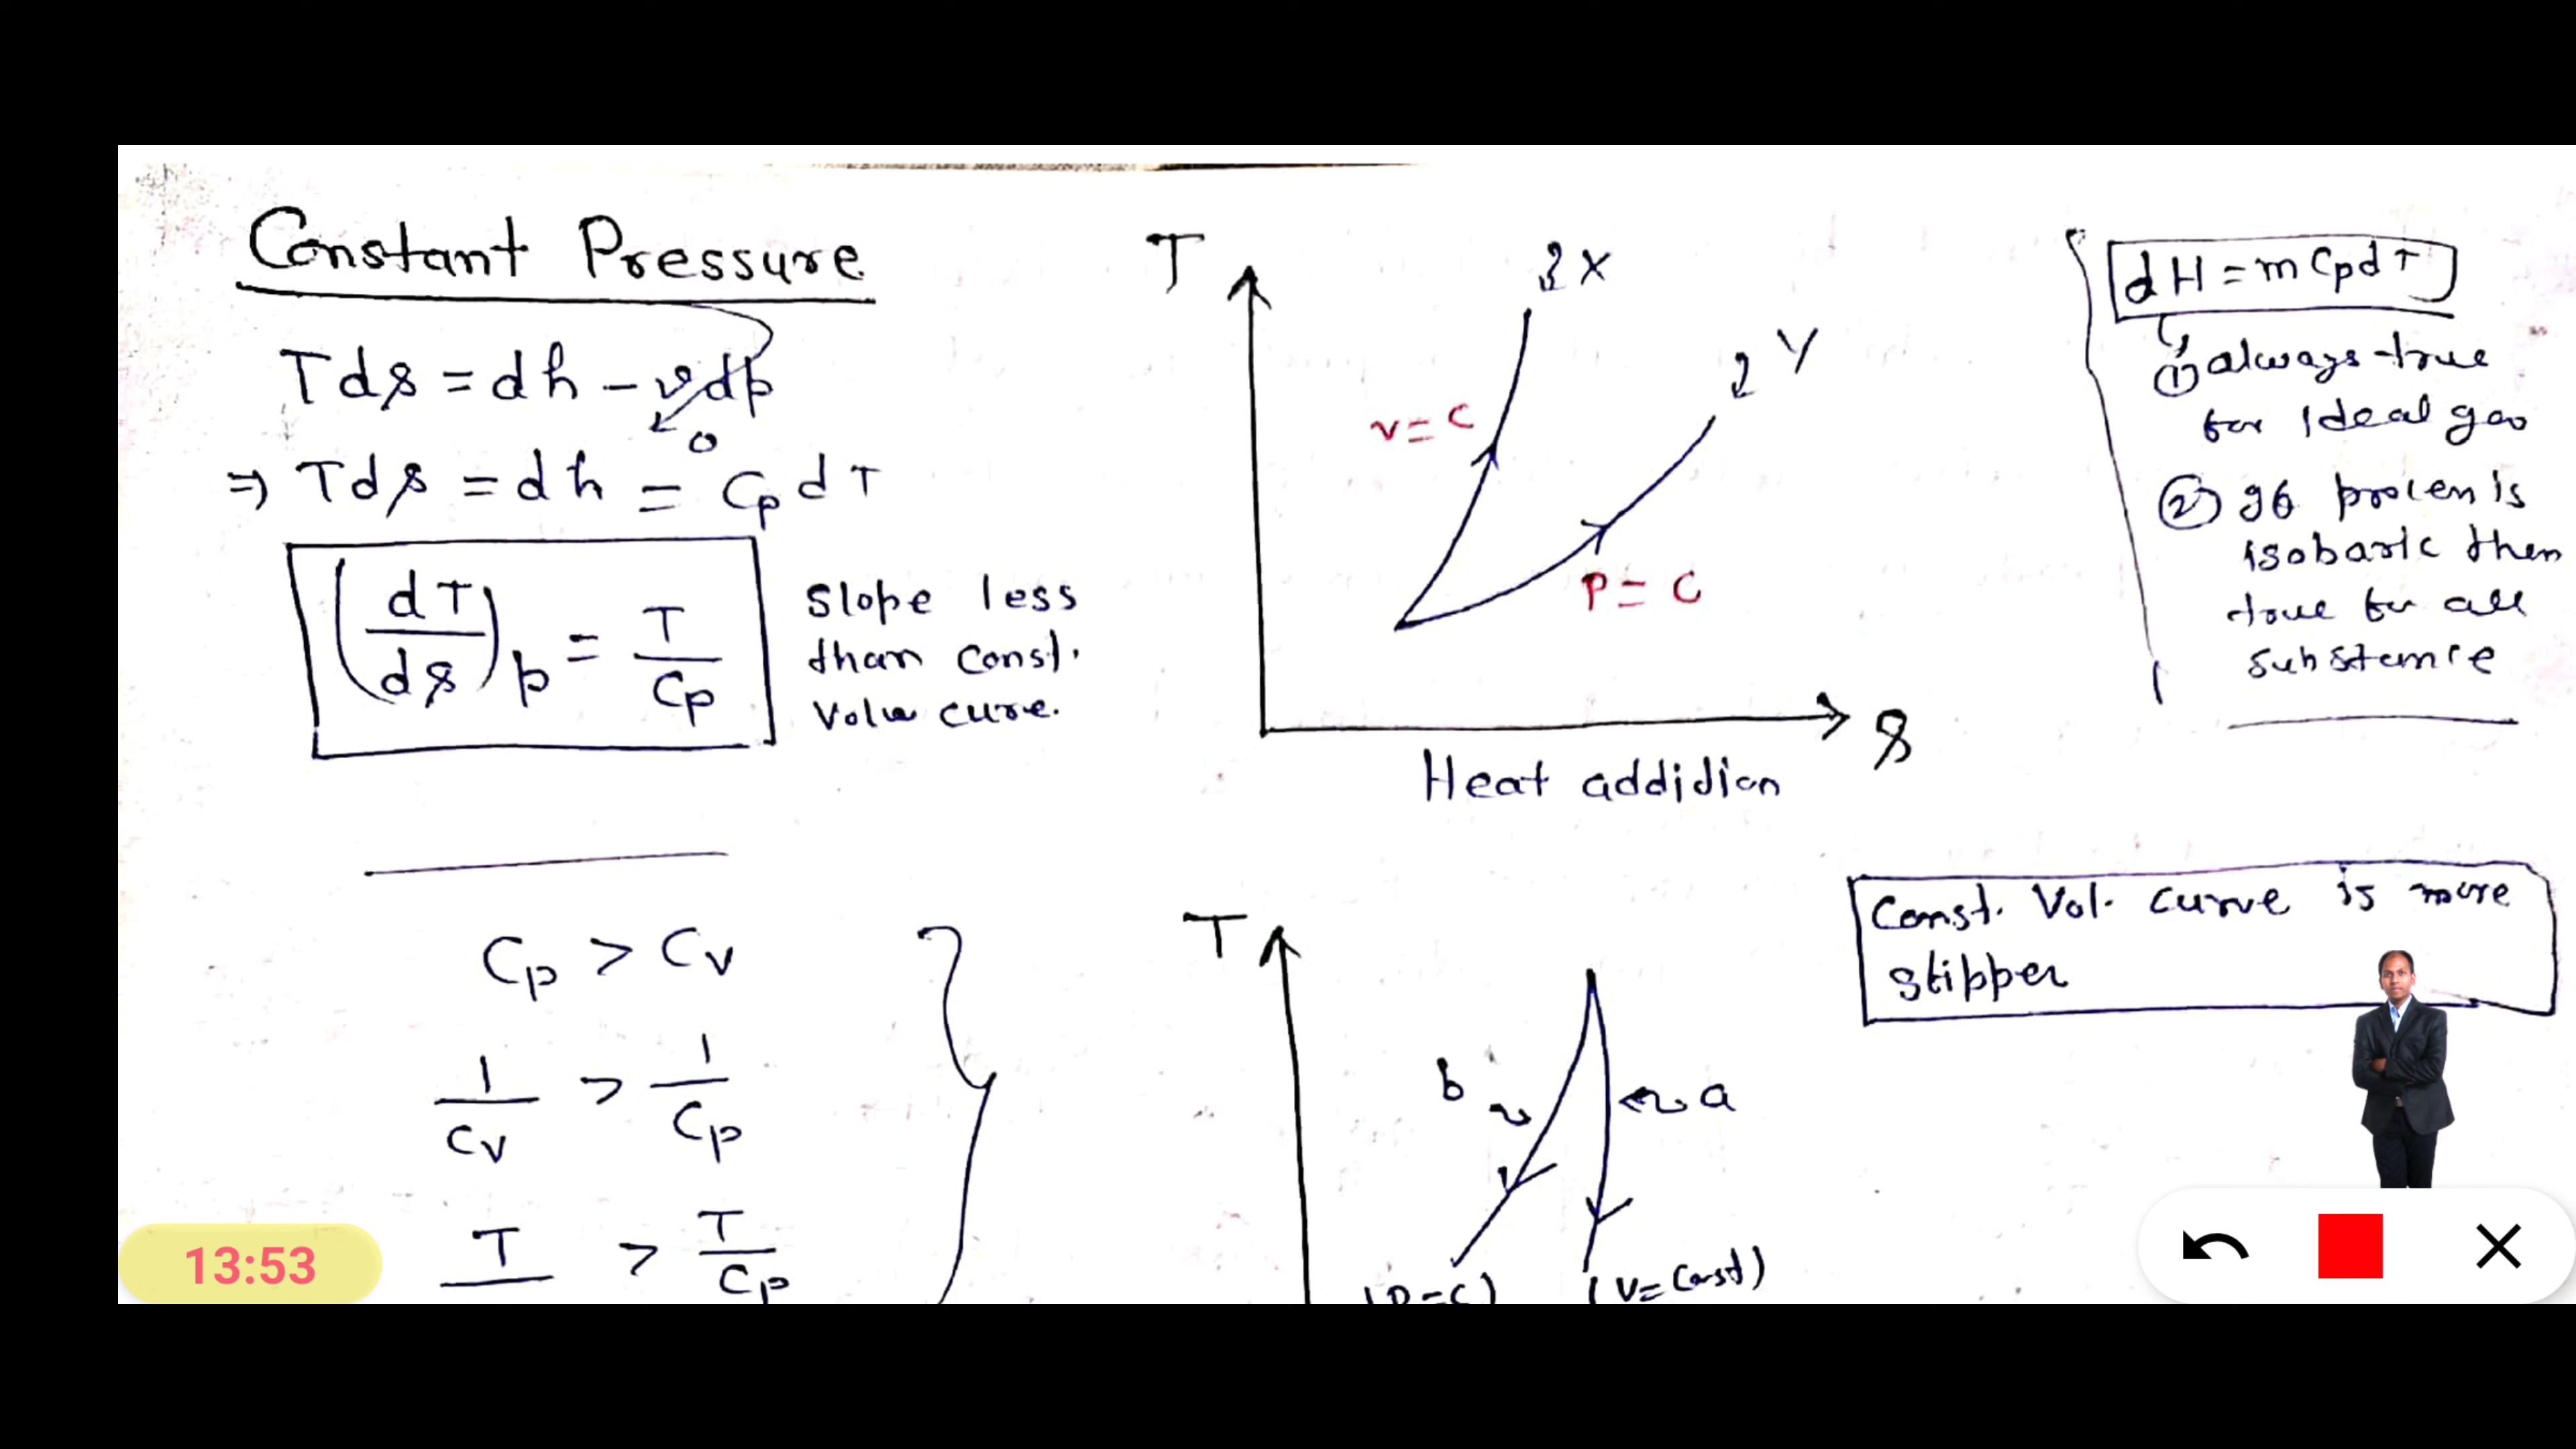 Constant Pressure
Tds = dh - vdp
0
⇒ Tds = dh = Cp dT
(dT/ds)p = T/Cp
Slope less
than const.
Volu curve.
Cp > Cv
1/Cv > 1/Cp
T > T/Cp
T
2 X
2 Y
v = C
P = C
s
Heat addidion
dH = m Cp dT
① always true
for Ideal gas
② If process is
isobaric then
true for all
substance
Const. Vol. curve is more
stipper
T
b
a
(P = C)
(V = Const)
13:53